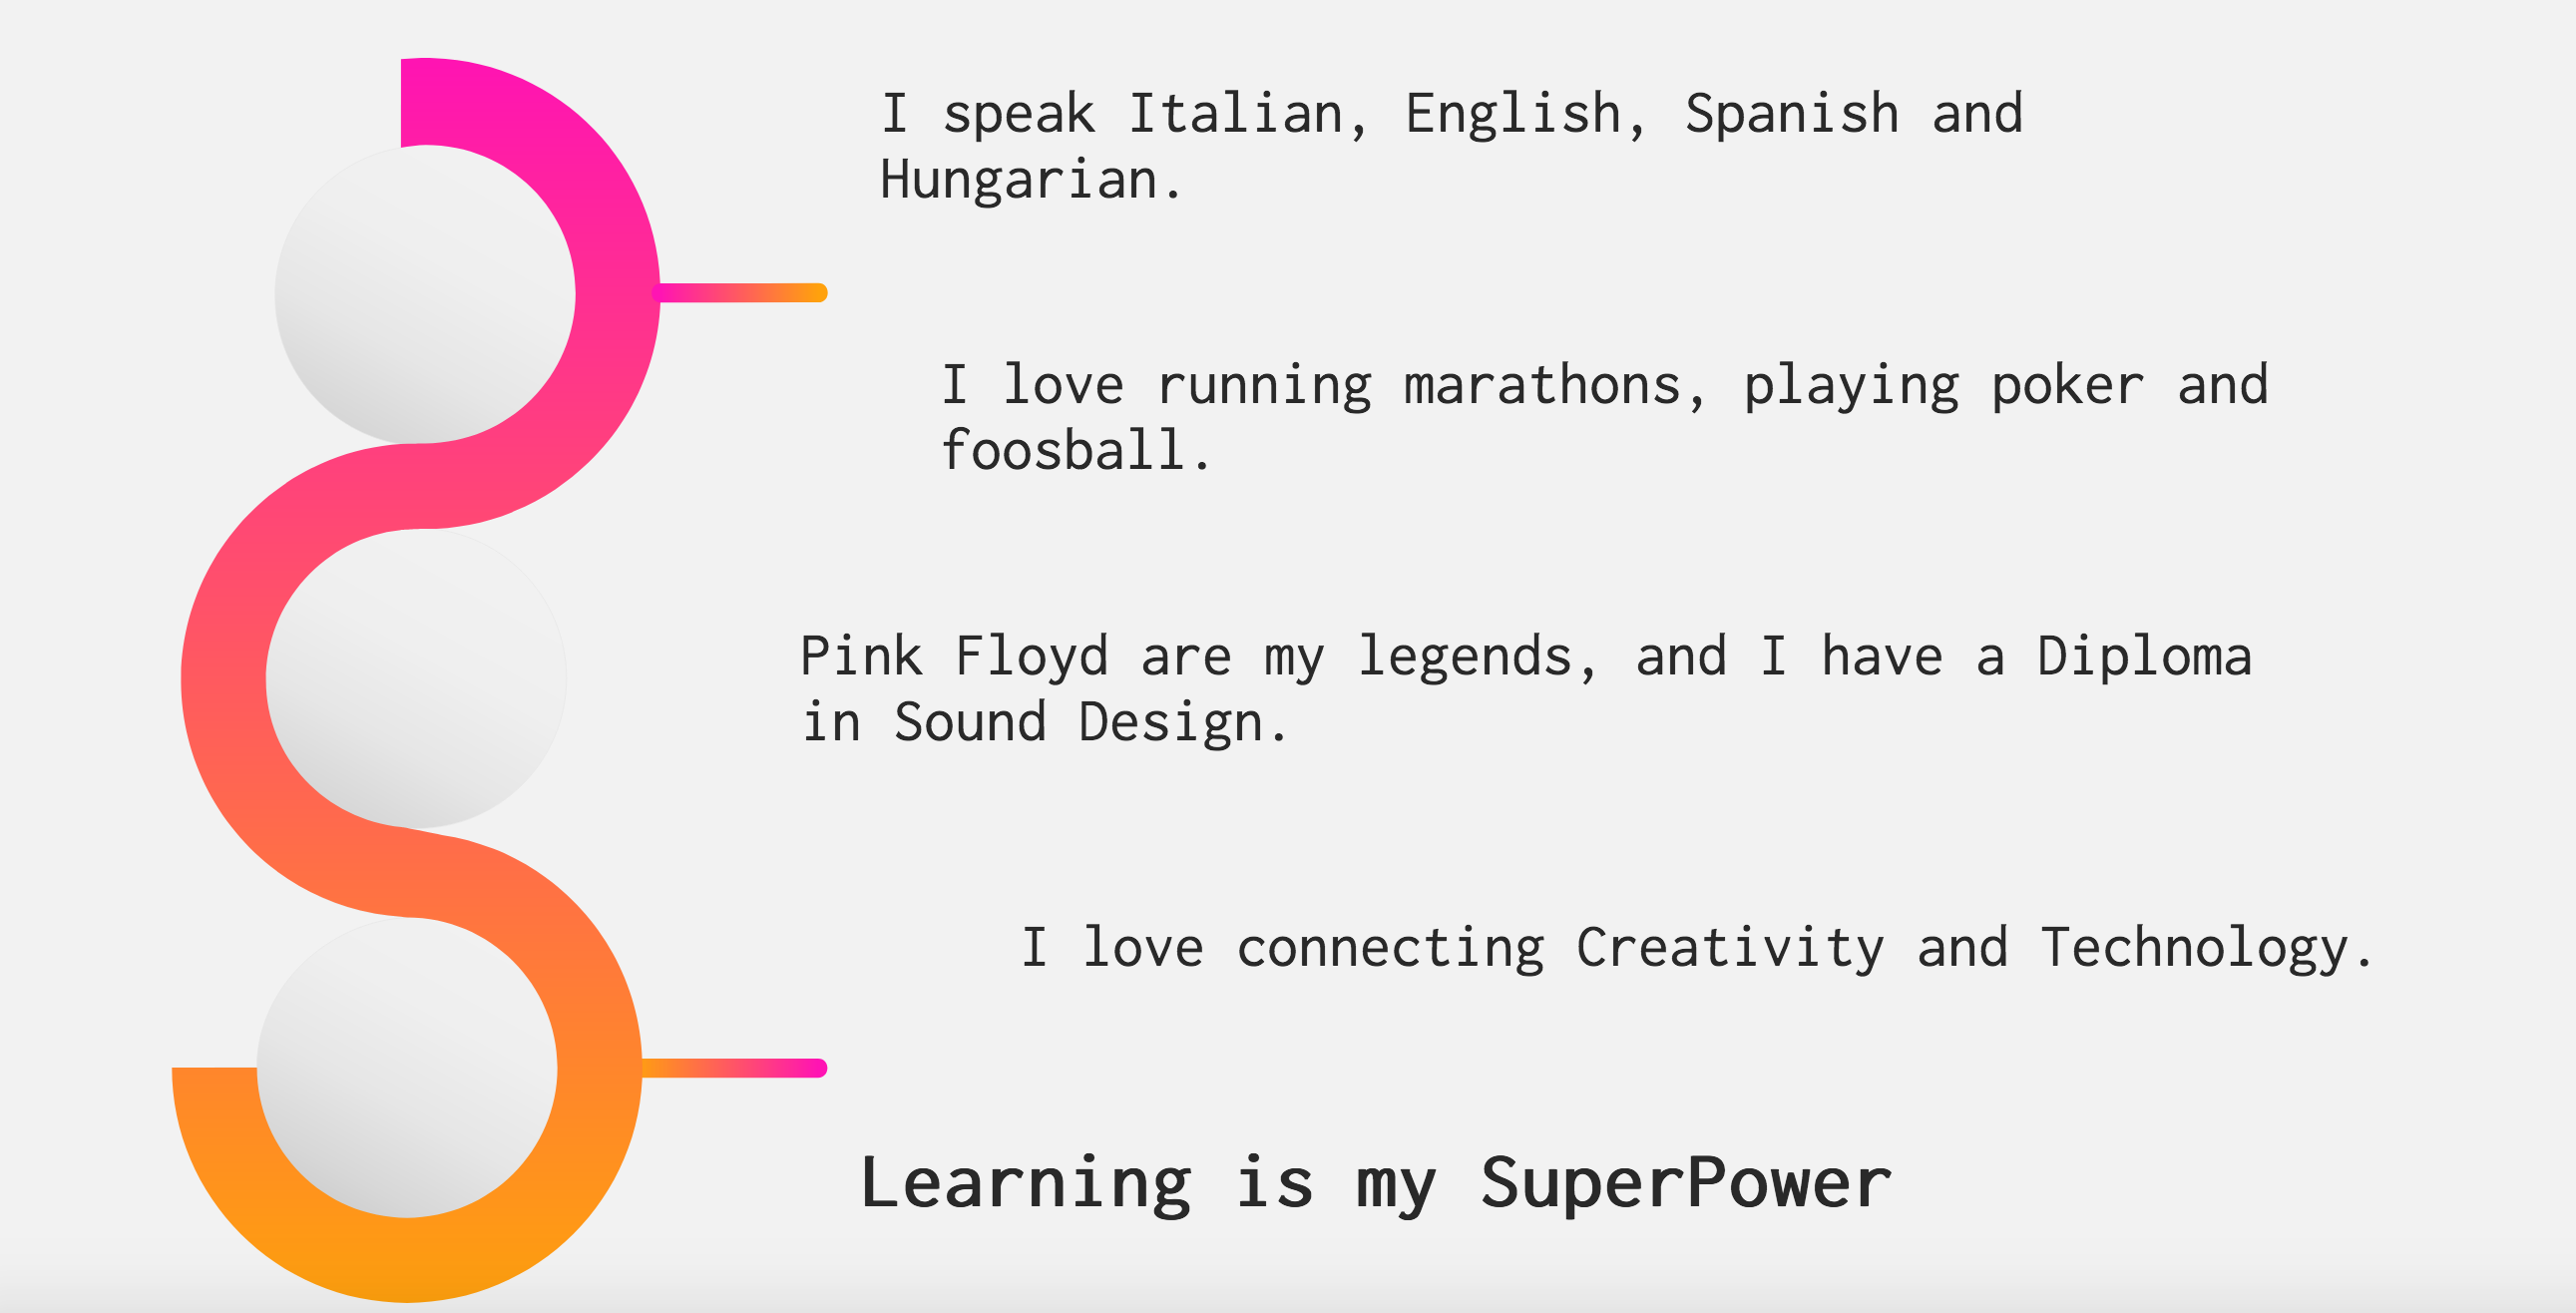 I speak Italian, English, Spanish and
Hungarian.
I love running marathons, playing poker and
foosball.
Pink Floyd are my legends, and I have a Diploma
in Sound Design.
I love connecting Creativity and Technology.
Learning is my SuperPower